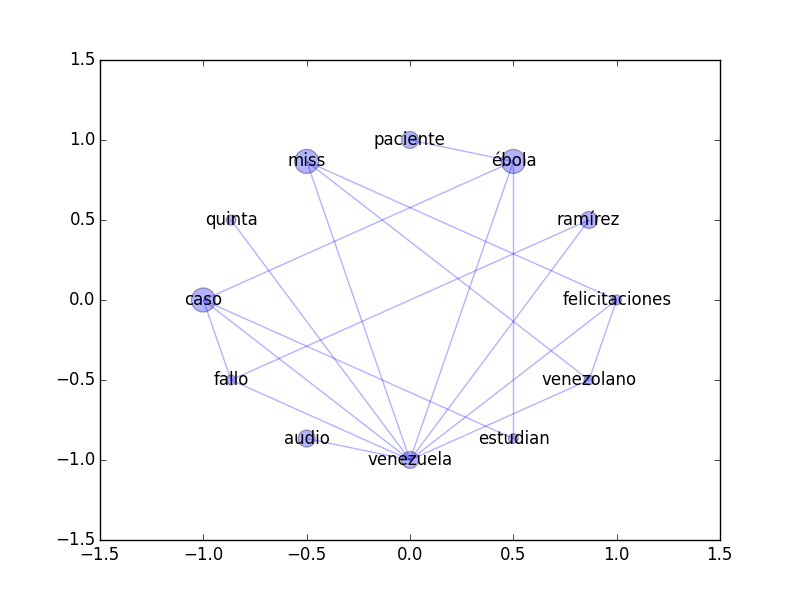 1.5
paciente
1.0
miss
ébola
quinta
ramírez
0.5
caso
felicitaciones
0.0
fallo
venezolano
−0.5
audio
estudian
venezuela
−1.0
−1.5
−1.5 −1.0 −0.5 0.0 0.5 1.0 1.5